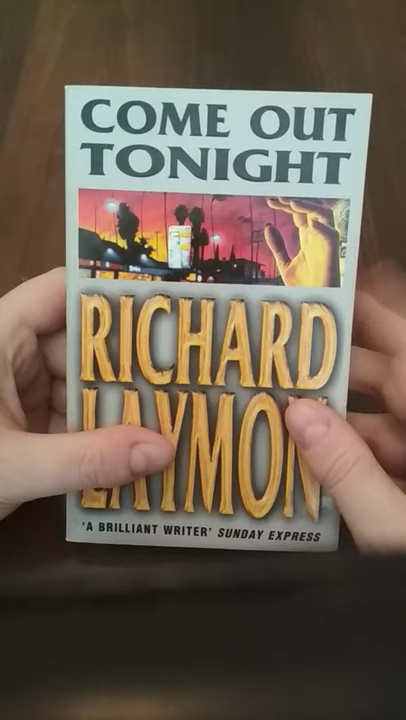 COME OUT
TONIGHT
RICHARD
LAYMON
'A BRILLIANT WRITER' SUNDAY EXPRESS